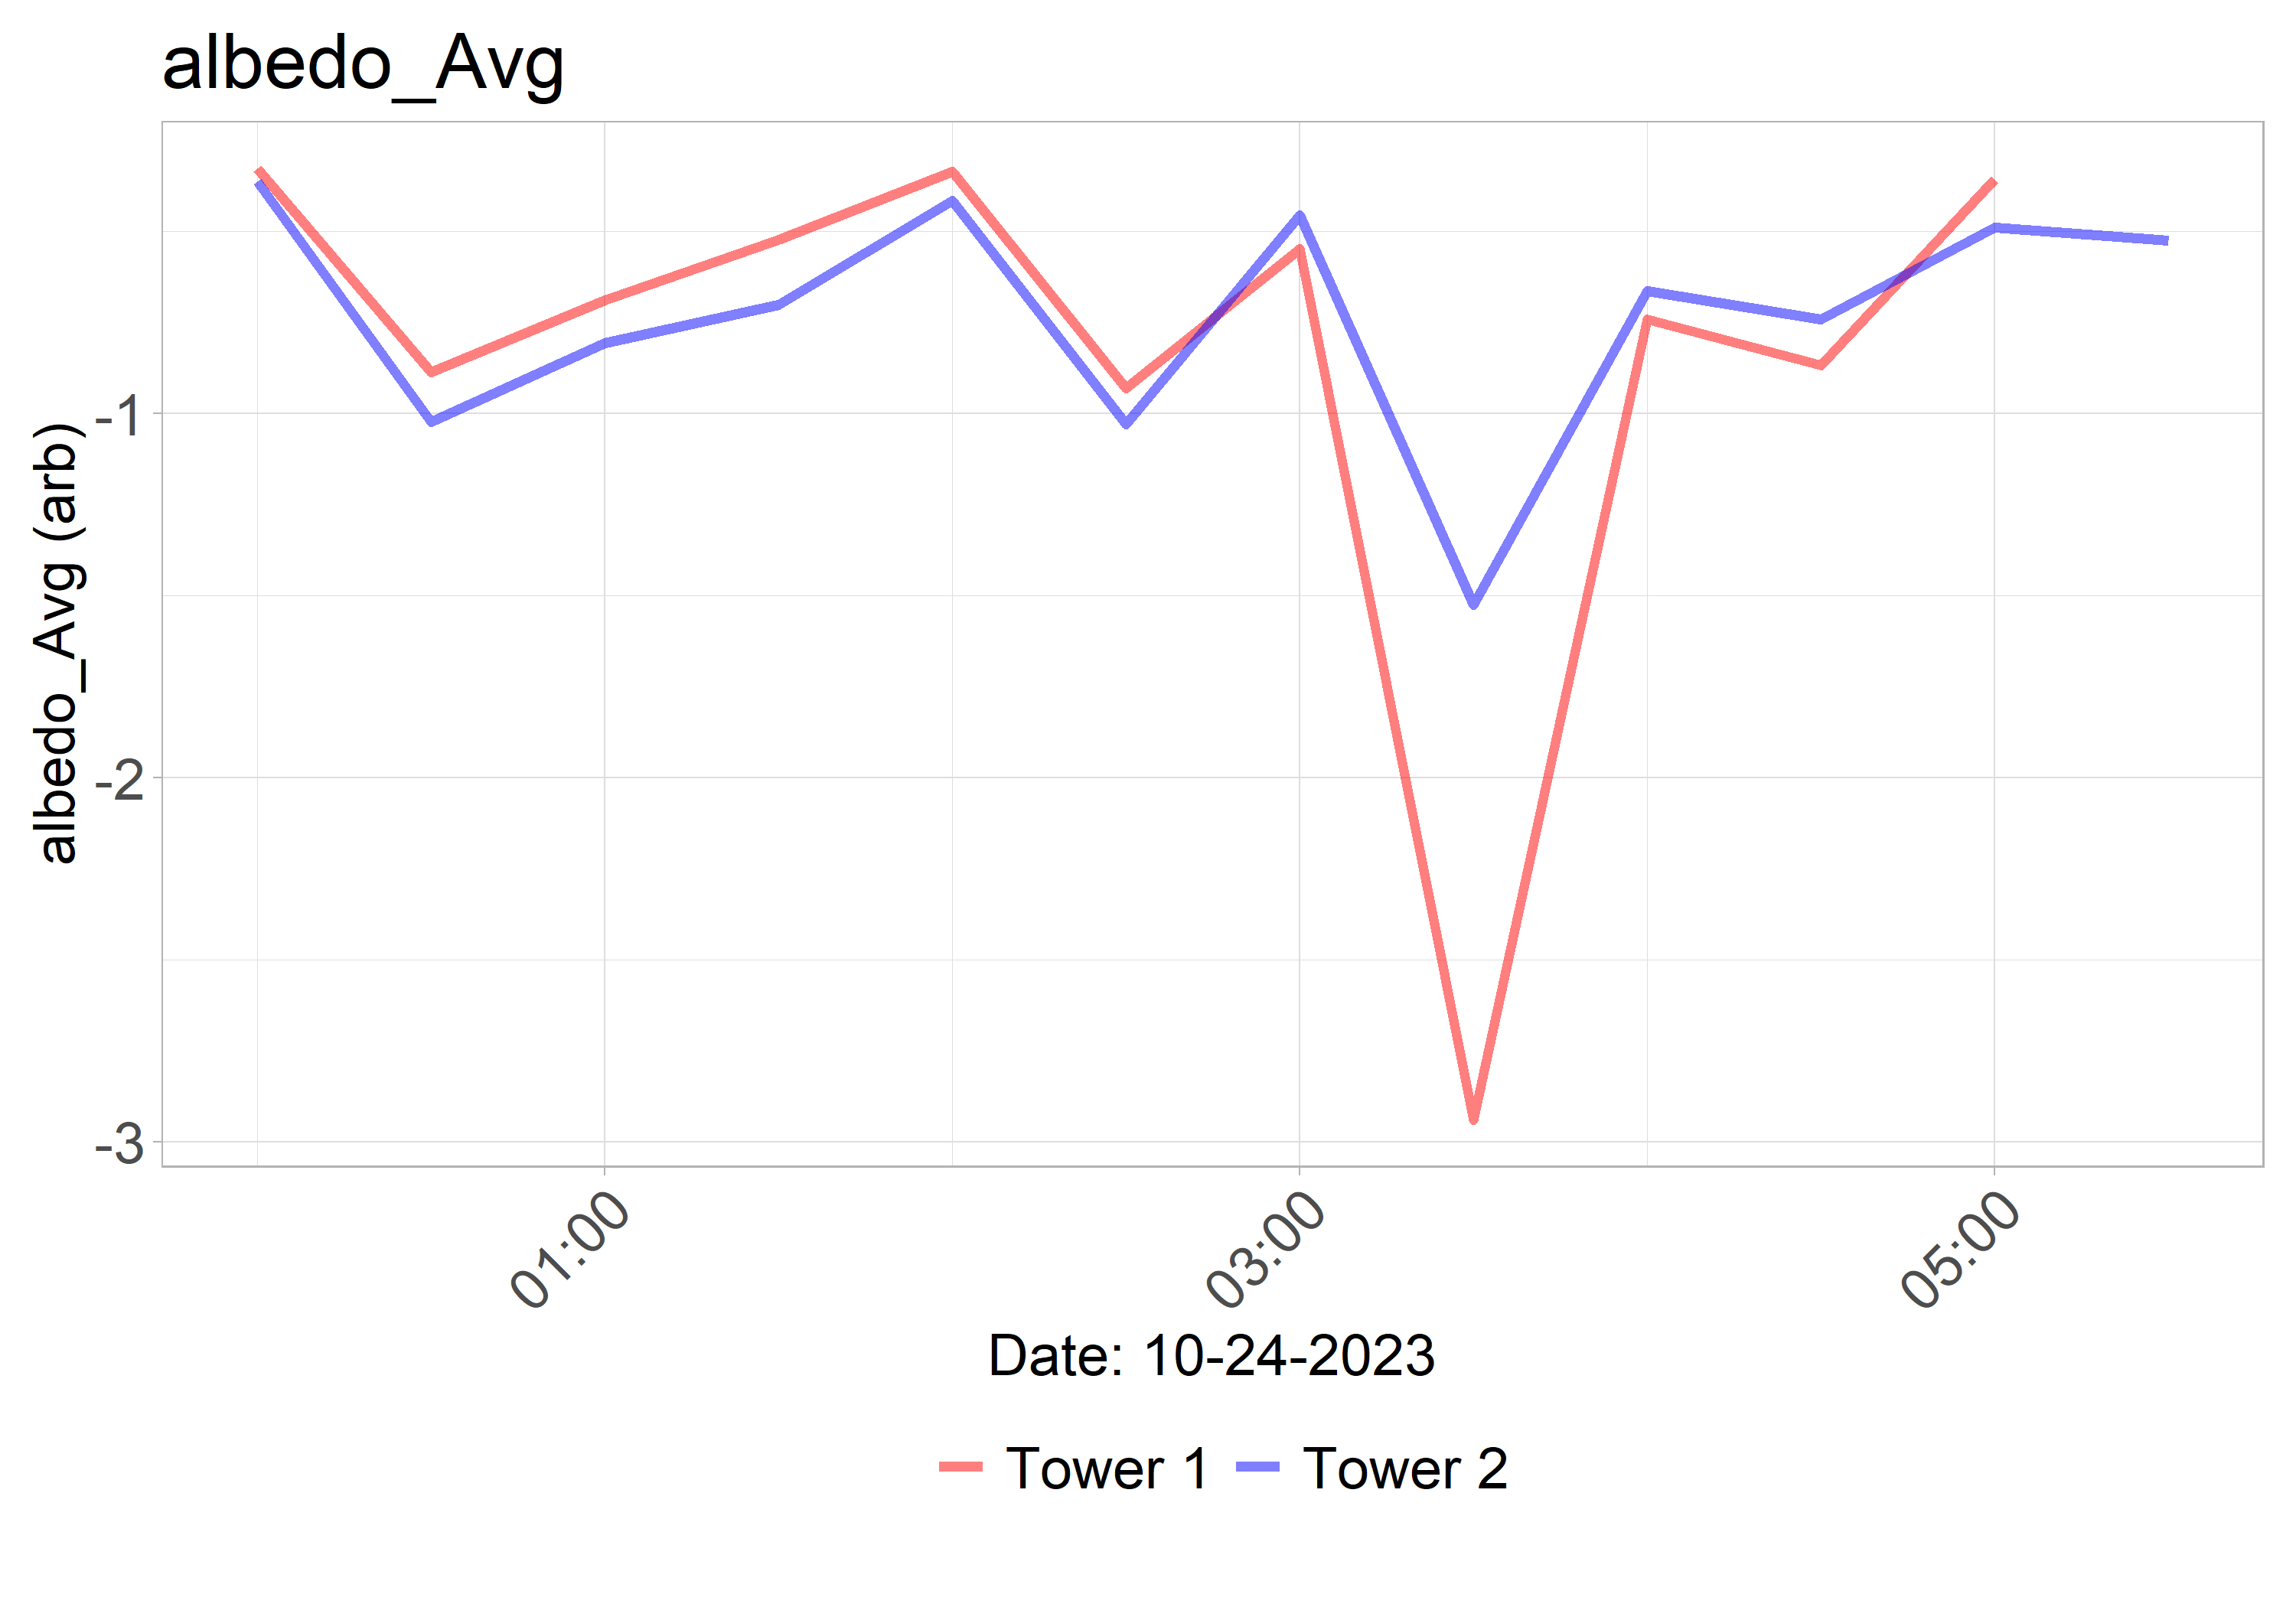 albedo_Avg
albedo_Avg (arb)
-1
-2
-3
01:00
03:00
05:00
Date: 10-24-2023
Tower 1
Tower 2